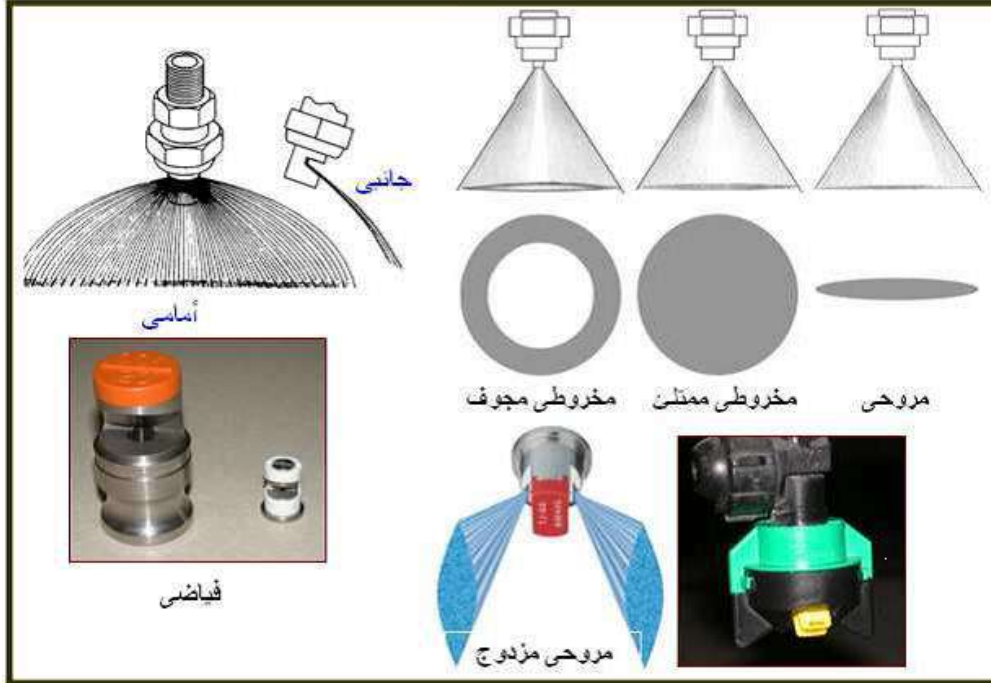 جانبى
أمامى
مخروطى مجوف
مخروطى ممتلئ
مروحى
فياضى
مروحى مزدوج